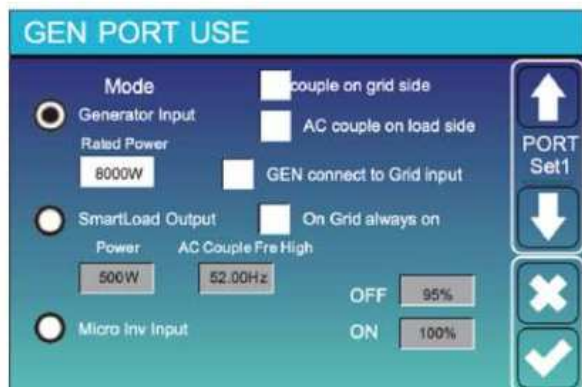 GEN PORT USE
Mode
couple on grid side
Generator Input
AC couple on load side
Rated Power
8000W
GEN connect to Grid input
SmartLoad Output
On Grid always on
Power
AC Couple Fre High
500W
52.00Hz
OFF
95%
Micro Inv Input
ON
100%
PORT
Set1